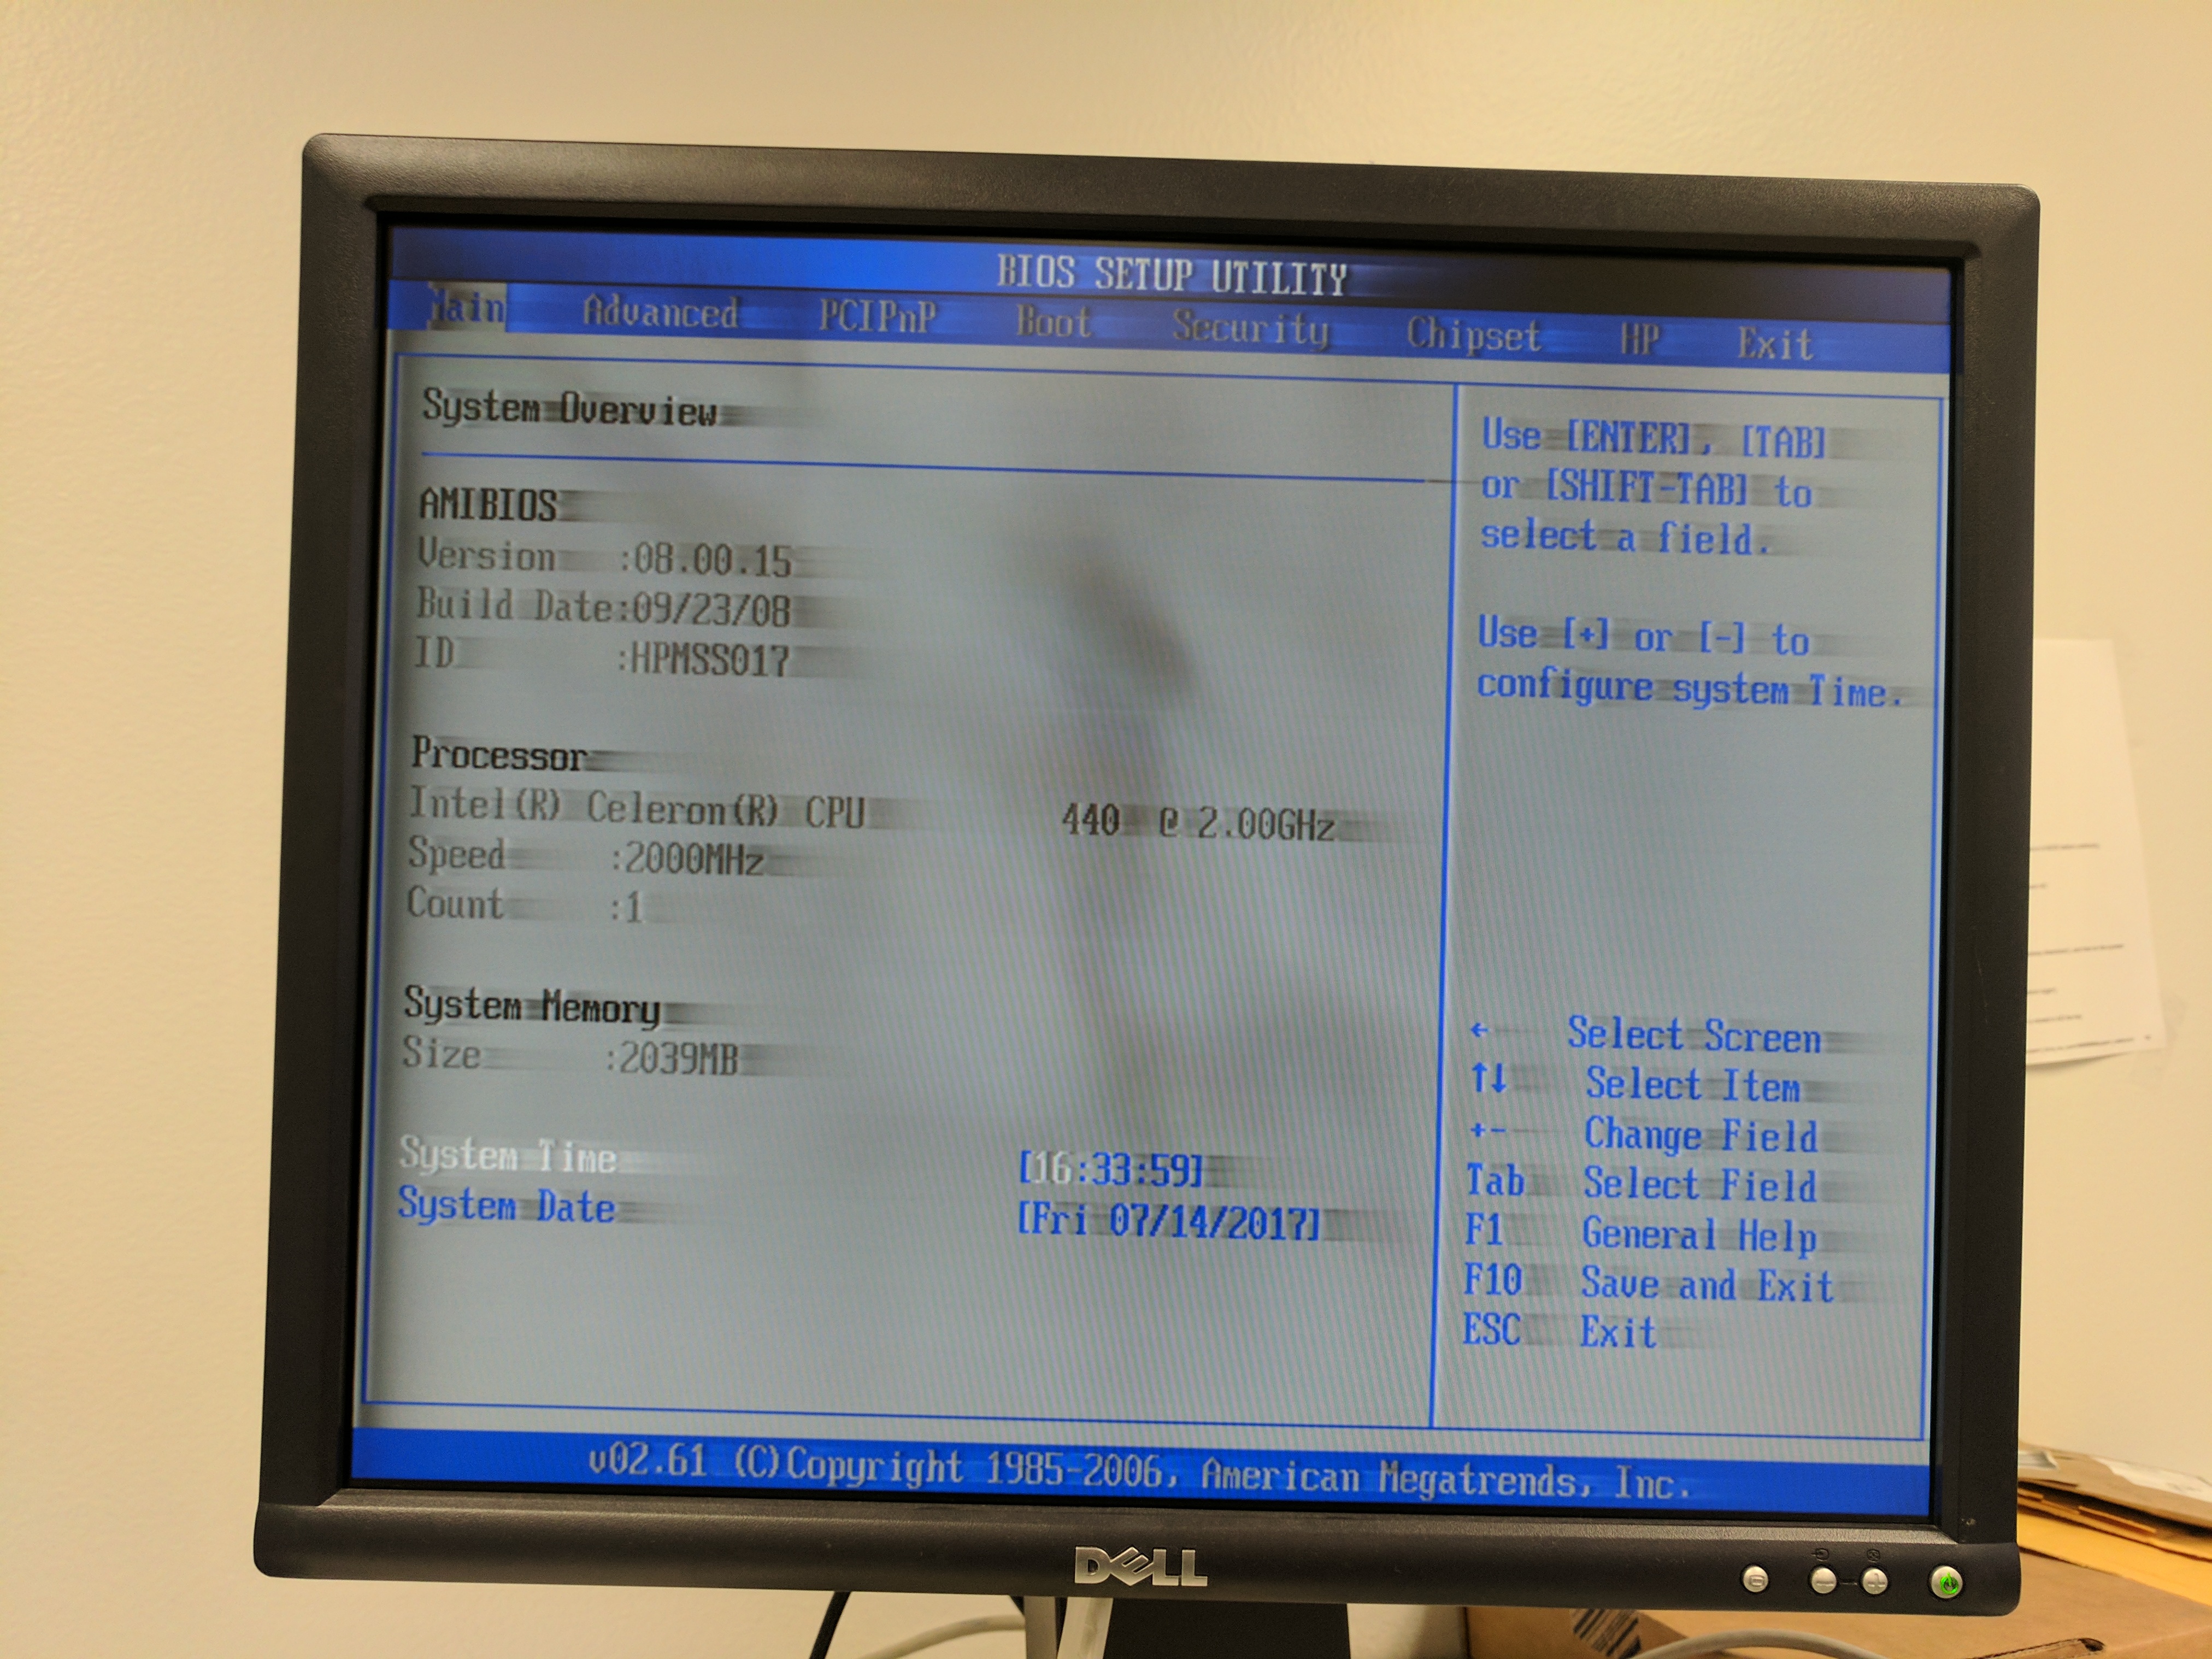 BIOS SETUP UTILITY
Main Advanced PCIPnP Boot Security Chipset HP Exit
System Overview
AMIBIOS
Version :08.00.15
Build Date:09/23/08
ID :HPMSS017
Processor
Intel(R) Celeron(R) CPU 440 @ 2.00GHz
Speed :2000MHz
Count :1
System Memory
Size :2039MB
System Time [16:33:59]
System Date [Fri 07/14/2017]
Use [ENTER], [TAB]
or [SHIFT-TAB] to
select a field.
Use [+] or [-] to
configure system Time.
← Select Screen
↑↓ Select Item
+- Change Field
Tab Select Field
F1 General Help
F10 Save and Exit
ESC Exit
v02.61 (C)Copyright 1985-2006, American Megatrends, Inc.
DELL